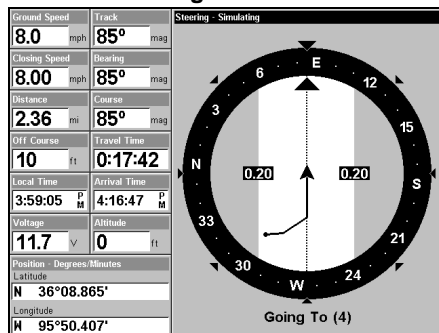 Ground Speed Track
8.0 mph 85° mag
Closing Speed Bearing
8.00 mph 85° mag
Distance Course
2.36 mi 85° mag
Off Course Travel Time
10 ft 0:17:42
Local Time Arrival Time
3:59:05 PM 4:16:47 PM
Voltage Altitude
11.7 V 0 ft
Position - Degrees/Minutes
Latitude
N 36°08.865'
Longitude
W 95°50.407'
Steering - Simulating
6 E 12
3 15
N 0.20 0.20 S
33 21
30 W 24
Going To (4)